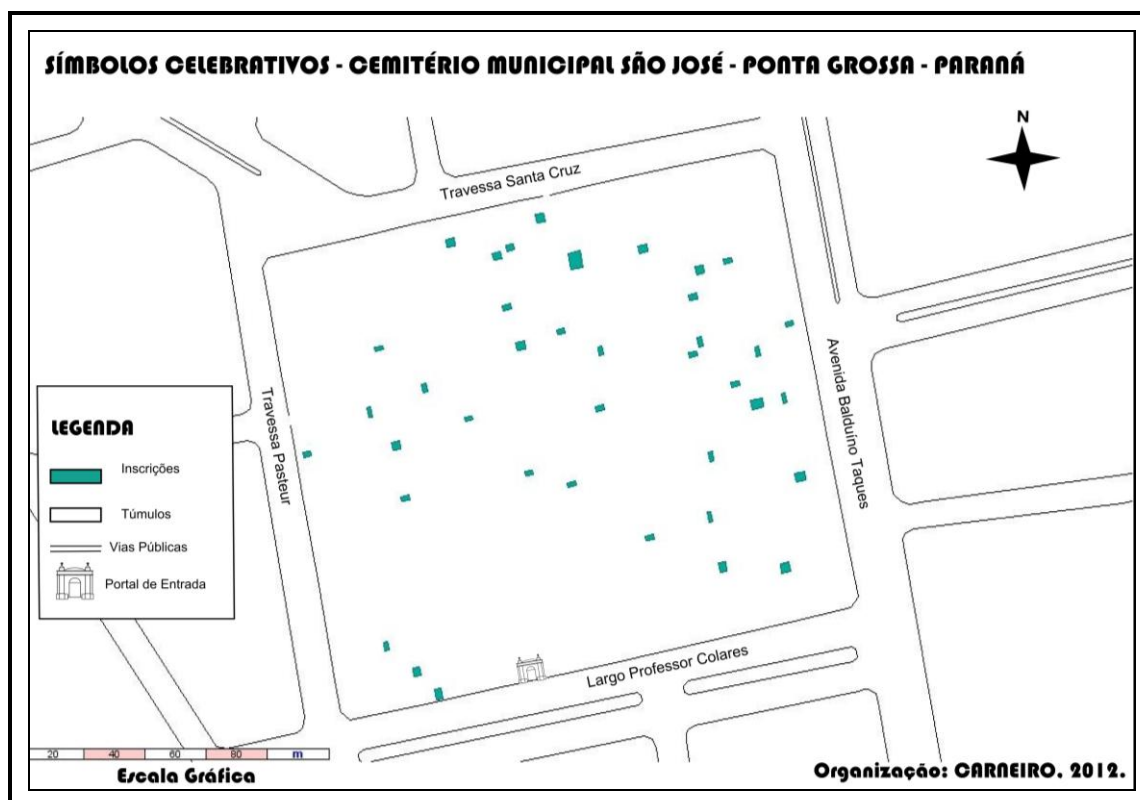 SÍMBOLOS CELEBRATIVOS - CEMITÉRIO MUNICIPAL SÃO JOSÉ - PONTA GROSSA - PARANÁ
N
Travessa Santa Cruz
Avenida Balduíno Taques
Travessa Pasteur
LEGENDA
Inscrições
Túmulos
Vias Públicas
Portal de Entrada
Largo Professor Colares
20 40 60 80 m
Escala Gráfica
Organização: CARNEIRO. 2012.